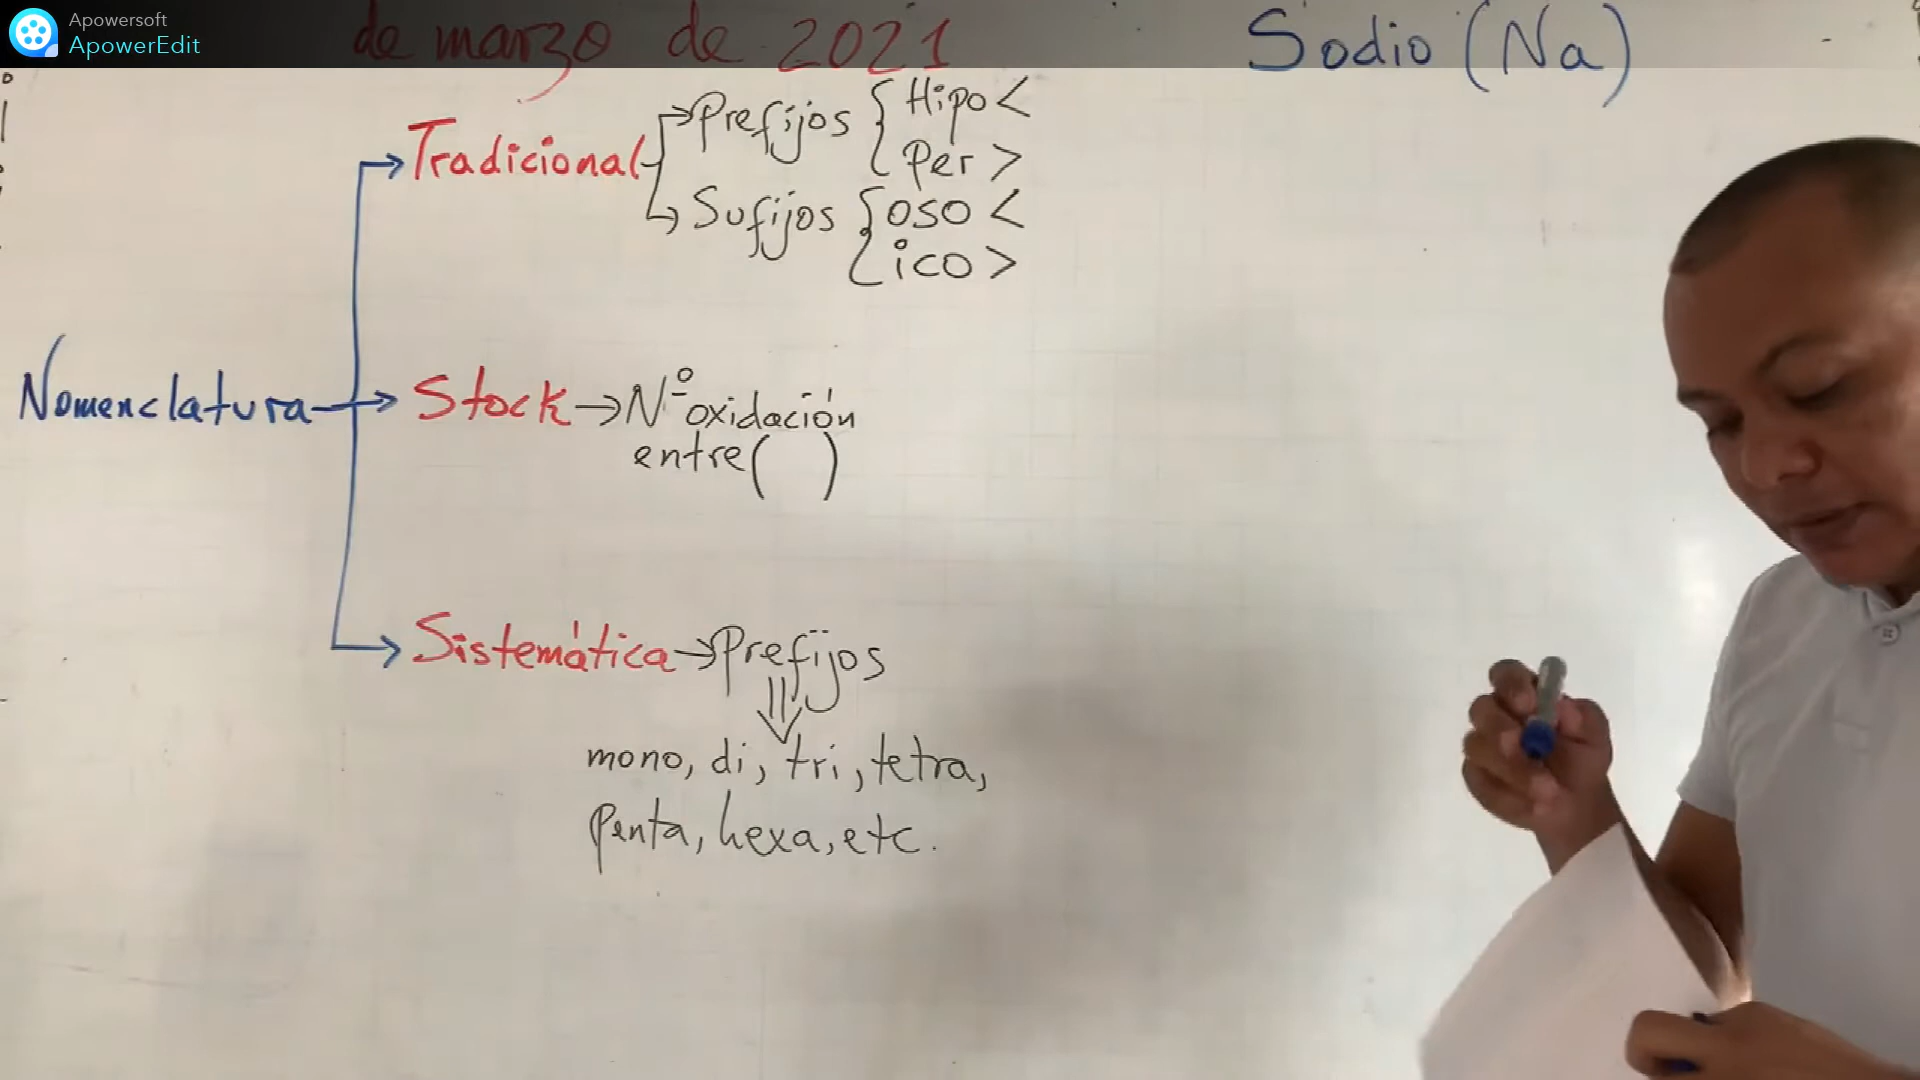 Apowersoft
ApowerEdit
de marzo de 2021
Sodio (Na)
Tradicional
Prefijos { Hipo <
Per >
Sufijos { oso <
ico >
Nomenclatura
Stock → Nº oxidación
entre ( )
Sistemática → Prefijos
mono, di, tri, tetra,
Penta, hexa, etc.